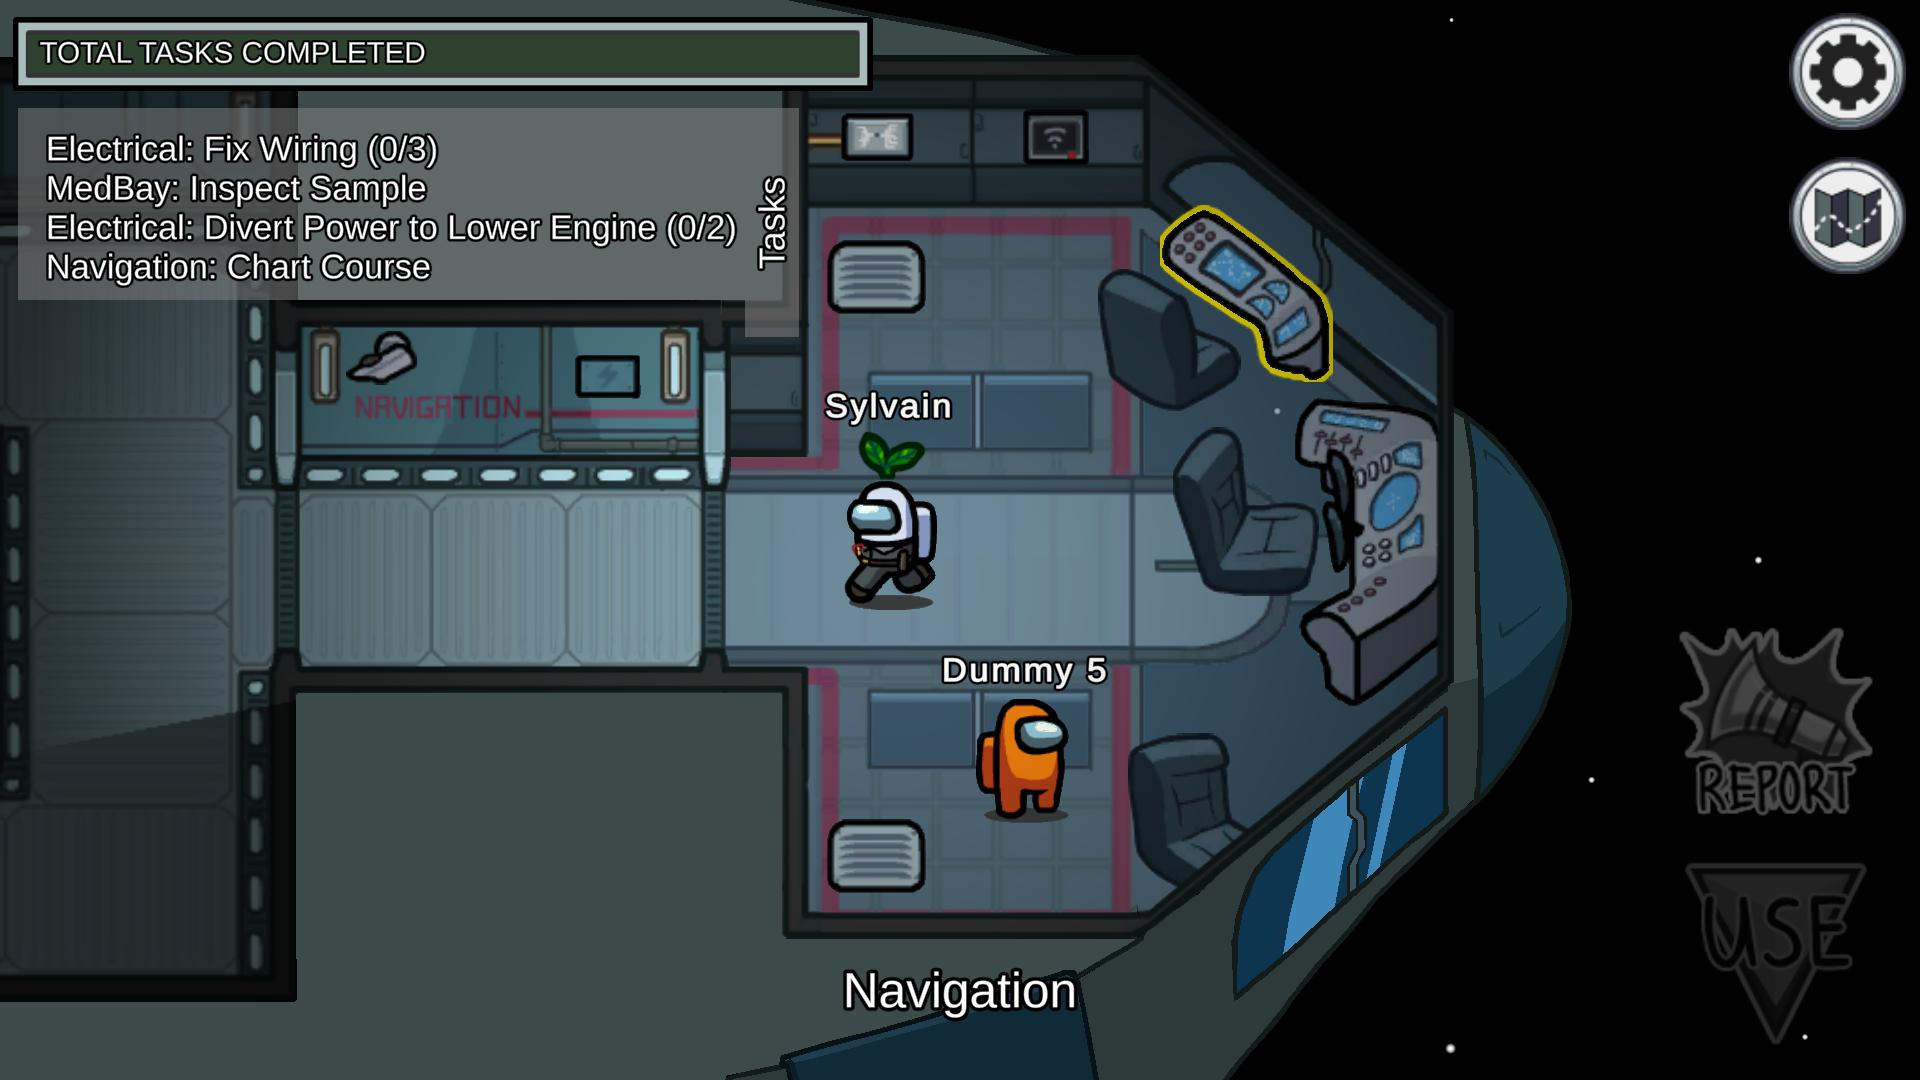 TOTAL TASKS COMPLETED
Electrical: Fix Wiring (0/3)
MedBay: Inspect Sample
Electrical: Divert Power to Lower Engine (0/2)
Navigation: Chart Course
Tasks
NAVIGATION
Sylvain
Dummy 5
REPORT
USE
Navigation